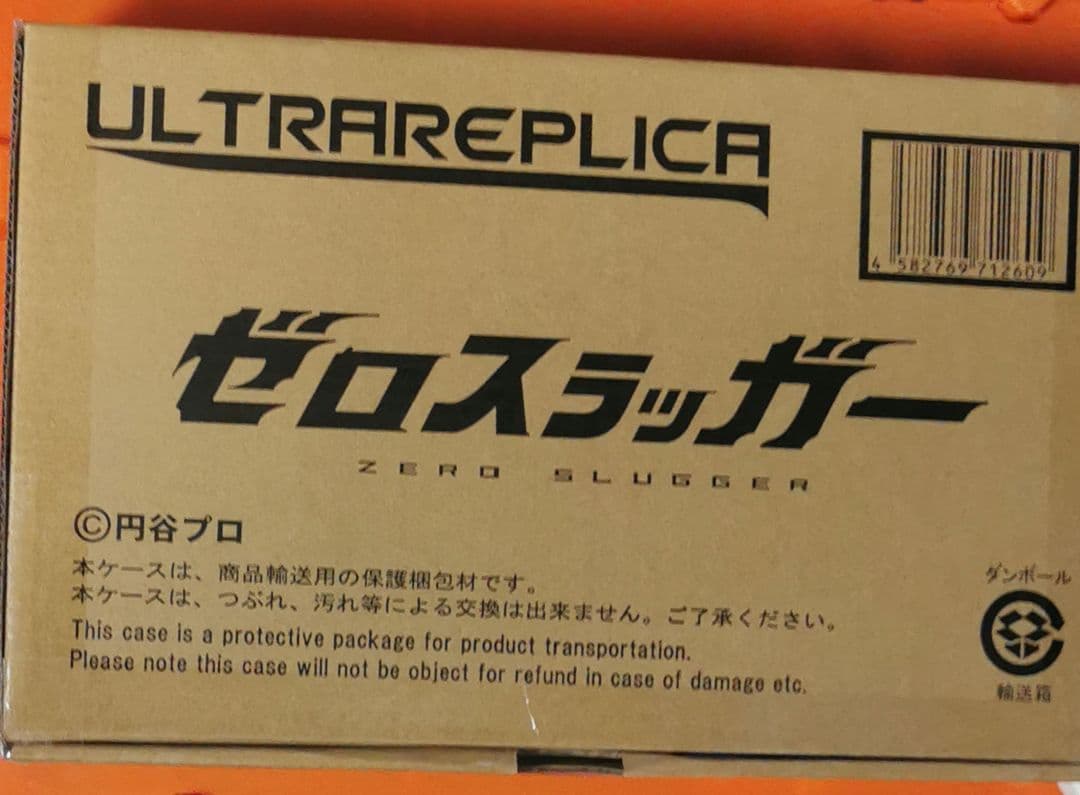 ULTRAREPLICA
4 582769 712609
ゼロスラッガー
ZERO SLUGGER
©円谷プロ
本ケースは、商品輸送用の保護梱包材です。
本ケースは、つぶれ、汚れ等による交換は出来ません。ご了承ください。
This case is a protective package for product transportation.
Please note this case will not be object for refund in case of damage etc.
ダンボール
輸送箱